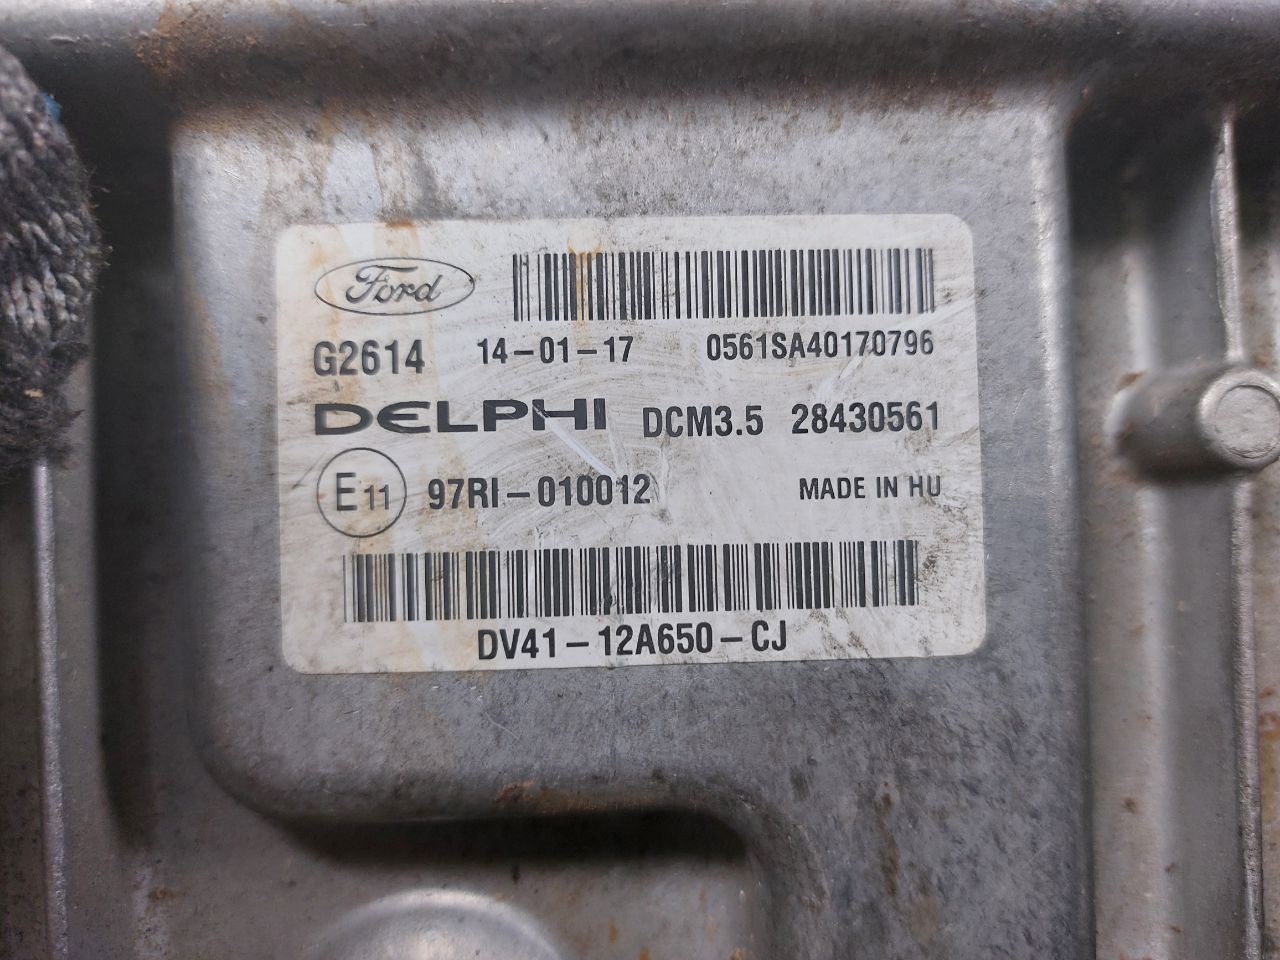 Ford
G2614 14-01-17 0561SA40170796
DELPHI DCM3.5 28430561
E11 97RI-010012 MADE IN HU
DV41-12A650-CJ